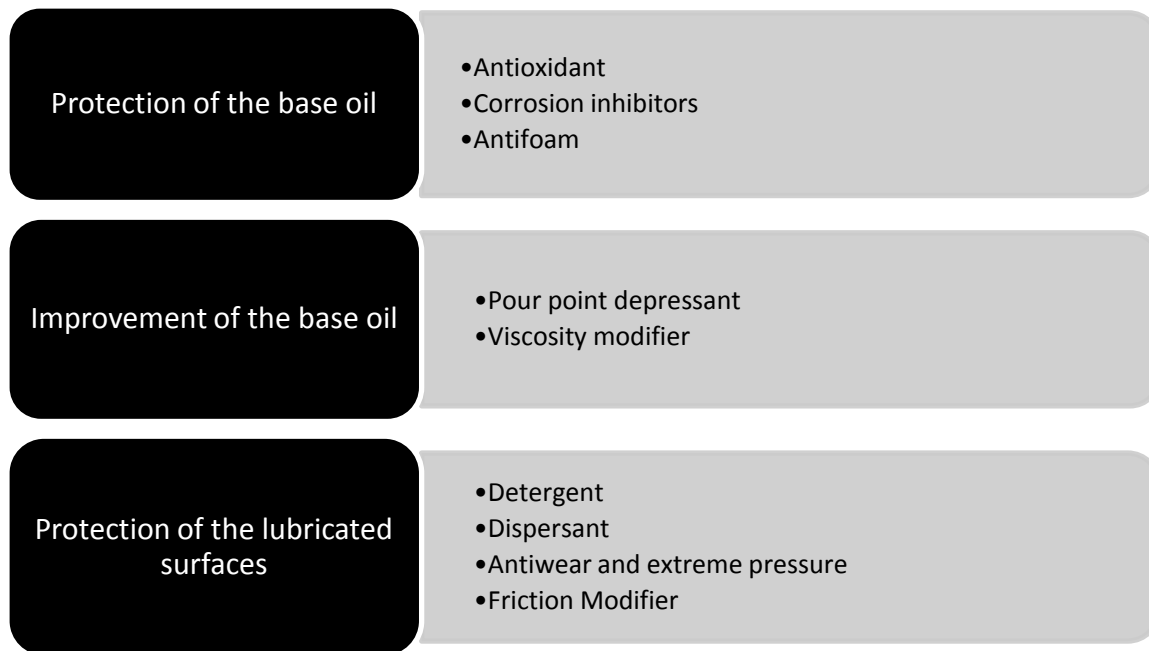 Protection of the base oil
•Antioxidant
•Corrosion inhibitors
•Antifoam
Improvement of the base oil
•Pour point depressant
•Viscosity modifier
Protection of the lubricated
surfaces
•Detergent
•Dispersant
•Antiwear and extreme pressure
•Friction Modifier